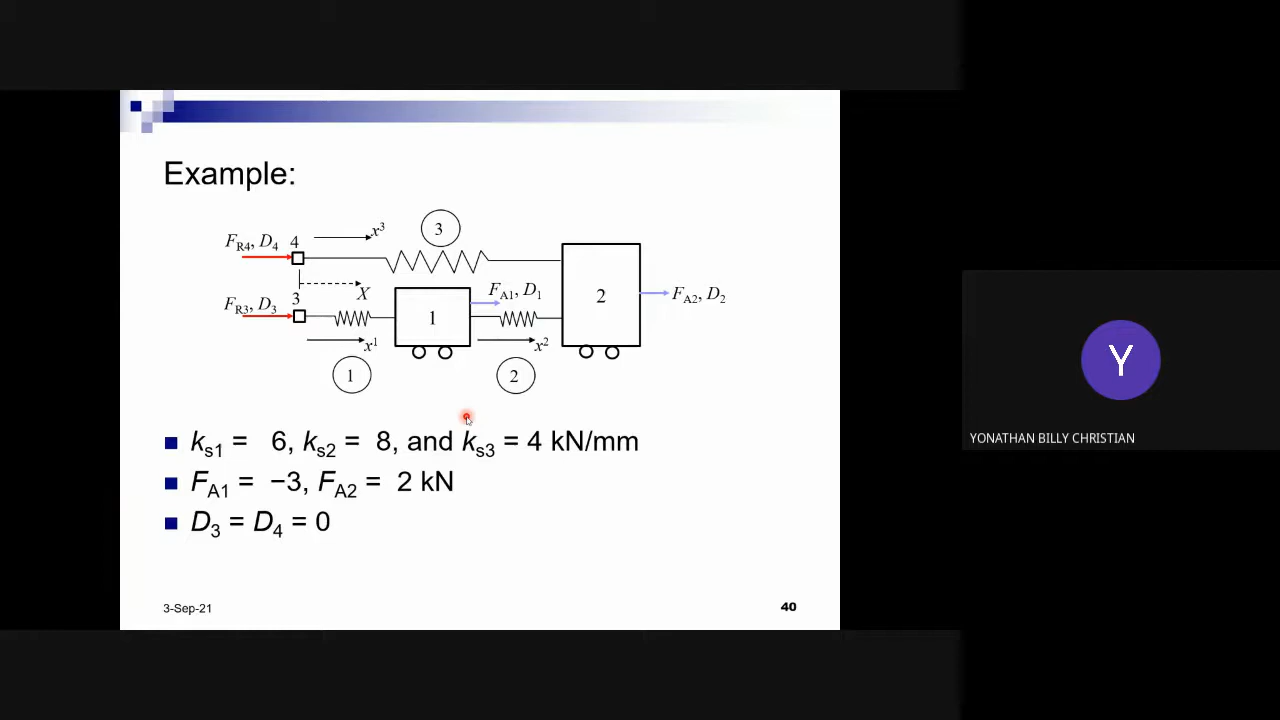 Example:
F_R4, D_4 4 x^3 3
F_R3, D_3 3 X 1 F_A1, D_1 2 F_A2, D_2
x^1 x^2
1 2
k_s1 = 6, k_s2 = 8, and k_s3 = 4 kN/mm
F_A1 = −3, F_A2 = 2 kN
D_3 = D_4 = 0
3-Sep-21 40
Y
YONATHAN BILLY CHRISTIAN